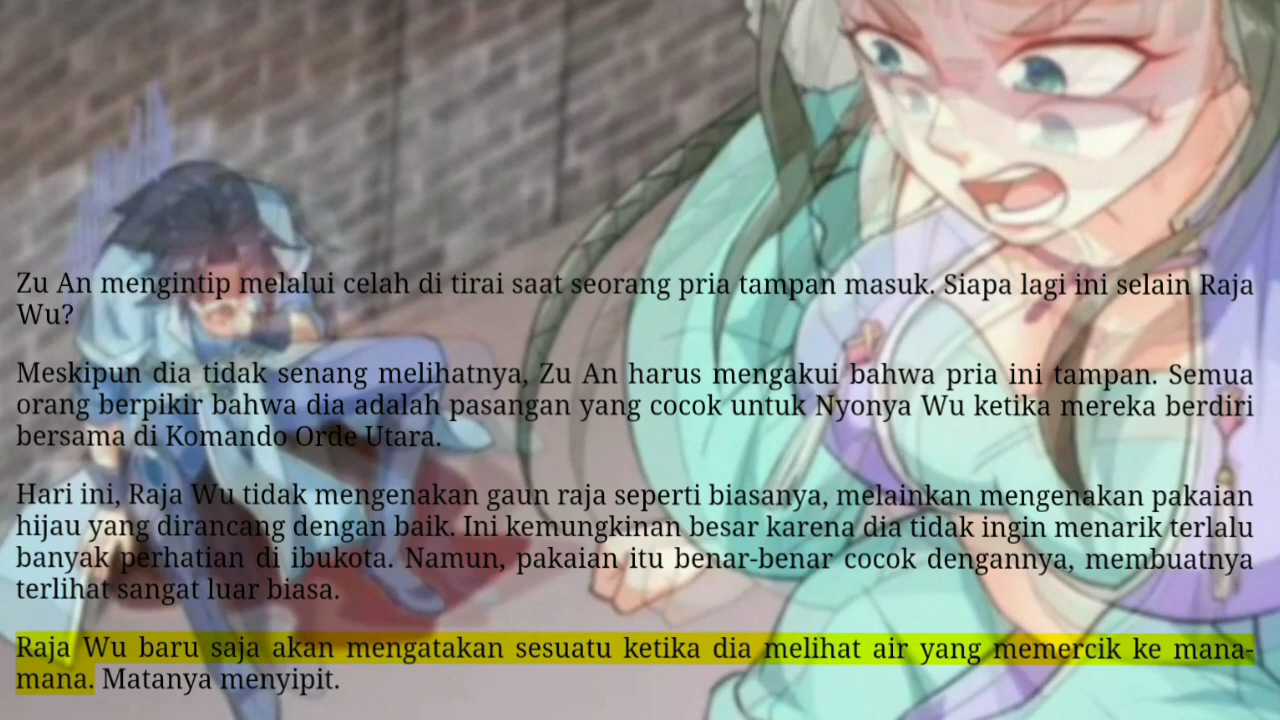 Zu An mengintip melalui celah di tirai saat seorang pria tampan masuk. Siapa lagi ini selain Raja
Wu?
Meskipun dia tidak senang melihatnya, Zu An harus mengakui bahwa pria ini tampan. Semua
orang berpikir bahwa dia adalah pasangan yang cocok untuk Nyonya Wu ketika mereka berdiri
bersama di Komando Orde Utara.
Hari ini, Raja Wu tidak mengenakan gaun raja seperti biasanya, melainkan mengenakan pakaian
hijau yang dirancang dengan baik. Ini kemungkinan besar karena dia tidak ingin menarik terlalu
banyak perhatian di ibukota. Namun, pakaian itu benar-benar cocok dengannya, membuatnya
terlihat sangat luar biasa.
Raja Wu baru saja akan mengatakan sesuatu ketika dia melihat air yang memercik ke mana-
mana. Matanya menyipit.